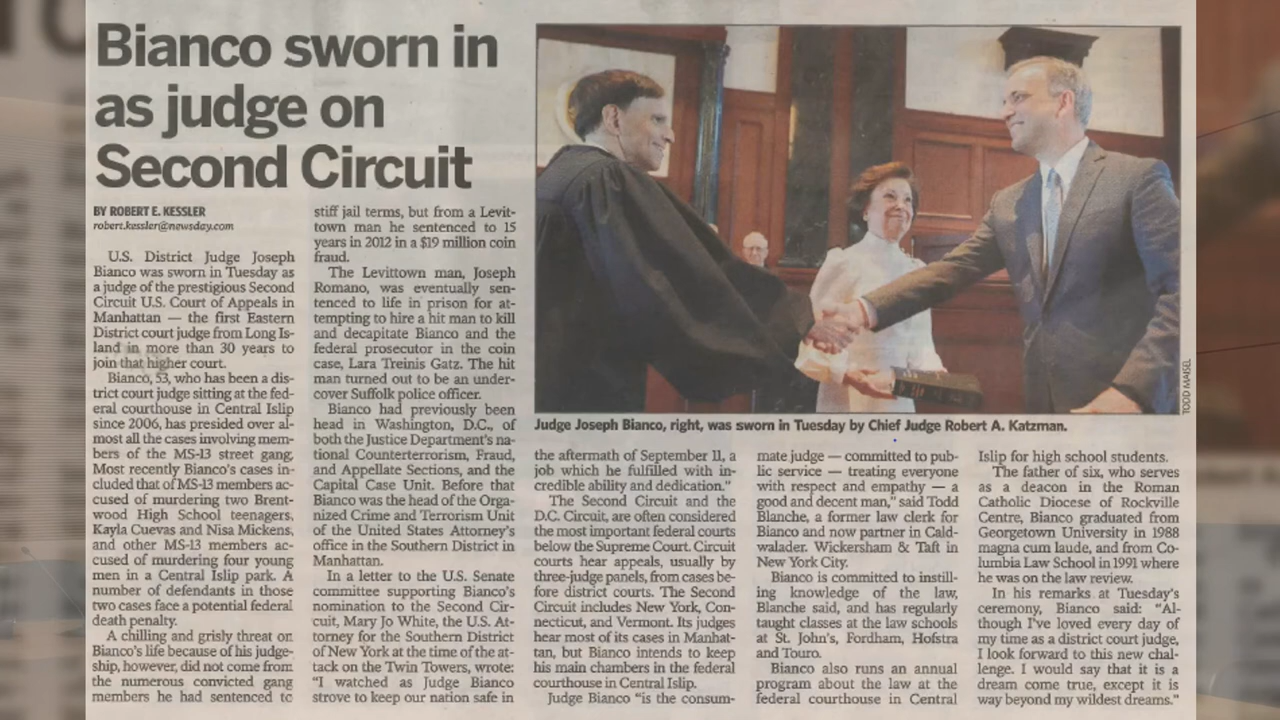 Bianco sworn in
as judge on
Second Circuit
BY ROBERT E. KESSLER
robert.kessler@newsday.com
U.S. District Judge Joseph
Bianco was sworn in Tuesday as
a judge of the prestigious Second
Circuit U.S. Court of Appeals in
Manhattan — the first Eastern
District court judge from Long Is-
land in more than 30 years to
join that higher court.
Bianco, 53, who has been a dis-
trict court judge sitting at the fed-
eral courthouse in Central Islip
since 2006, has presided over al-
most all the cases involving mem-
bers of the MS-13 street gang.
Most recently Bianco's cases in-
cluded that of MS-13 members ac-
cused of murdering two Brent-
wood High School teenagers,
Kayla Cuevas and Nisa Mickens,
and other MS-13 members ac-
cused of murdering four young
men in a Central Islip park. A
number of defendants in those
two cases face a potential federal
death penalty.
A chilling and grisly threat on
Bianco's life because of his judge-
ship, however, did not come from
the numerous convicted gang
members he had sentenced to
stiff jail terms, but from a Levit-
town man he sentenced to 15
years in 2012 in a $19 million coin
fraud.
The Levittown man, Joseph
Romano, was eventually sen-
tenced to life in prison for at-
tempting to hire a hit man to kill
and decapitate Bianco and the
federal prosecutor in the coin
case, Lara Treinis Gatz. The hit
man turned out to be an under-
cover Suffolk police officer.
Bianco had previously been
head in Washington, D.C., of
both the Justice Department's na-
tional Counterterrorism, Fraud,
and Appellate Sections, and the
Capital Case Unit. Before that
Bianco was the head of the Orga-
nized Crime and Terrorism Unit
of the United States Attorney's
office in the Southern District in
Manhattan.
In a letter to the U.S. Senate
committee supporting Bianco's
nomination to the Second Cir-
cuit, Mary Jo White, the U.S. At-
torney for the Southern District
of New York at the time of the at-
tack on the Twin Towers, wrote:
"I watched as Judge Bianco
strove to keep our nation safe in
TODD MAISEL
Judge Joseph Bianco, right, was sworn in Tuesday by Chief Judge Robert A. Katzman.
the aftermath of September 11, a
job which he fulfilled with in-
credible ability and dedication."
The Second Circuit and the
D.C. Circuit, are often considered
the most important federal courts
below the Supreme Court. Circuit
courts hear appeals, usually by
three-judge panels, from cases be-
fore district courts. The Second
Circuit includes New York, Con-
necticut, and Vermont. Its judges
hear most of its cases in Manhat-
tan, but Bianco intends to keep
his main chambers in the federal
courthouse in Central Islip.
Judge Bianco "is the consum-
mate judge — committed to pub-
lic service — treating everyone
with respect and empathy — a
good and decent man," said Todd
Blanche, a former law clerk for
Bianco and now partner in Cald-
walader. Wickersham & Taft in
New York City.
Bianco is committed to instill-
ing knowledge of the law,
Blanche said, and has regularly
taught classes at the law schools
at St. John's, Fordham, Hofstra
and Touro.
Bianco also runs an annual
program about the law at the
federal courthouse in Central
Islip for high school students.
The father of six, who serves
as a deacon in the Roman
Catholic Diocese of Rockville
Centre, Bianco graduated from
Georgetown University in 1988
magna cum laude, and from Co-
lumbia Law School in 1991 where
he was on the law review.
In his remarks at Tuesday's
ceremony, Bianco said: "Al-
though I've loved every day of
my time as a district court judge,
I look forward to this new chal-
lenge. I would say that it is a
dream come true, except it is
way beyond my wildest dreams."